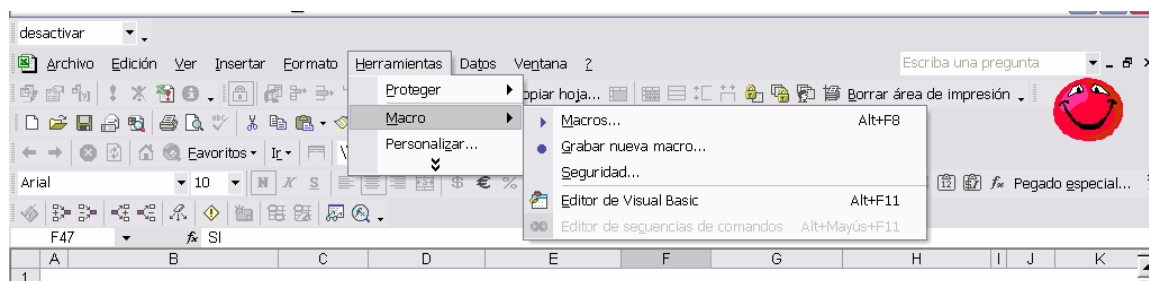 desactivar
Archivo Edición Ver Insertar Formato Herramientas Datos Ventana ? Escriba una pregunta
Proteger opiar hoja... Borrar área de impresión
Macro Macros... Alt+F8
Favoritos Ir Personalizar... Grabar nueva macro...
Arial 10 N K S $ € % Seguridad... 12 fx Pegado especial...
Editor de Visual Basic Alt+F11
F47 fx SI Editor de secuencias de comandos Alt+Mayús+F11
A B C D E F G H I J K
1